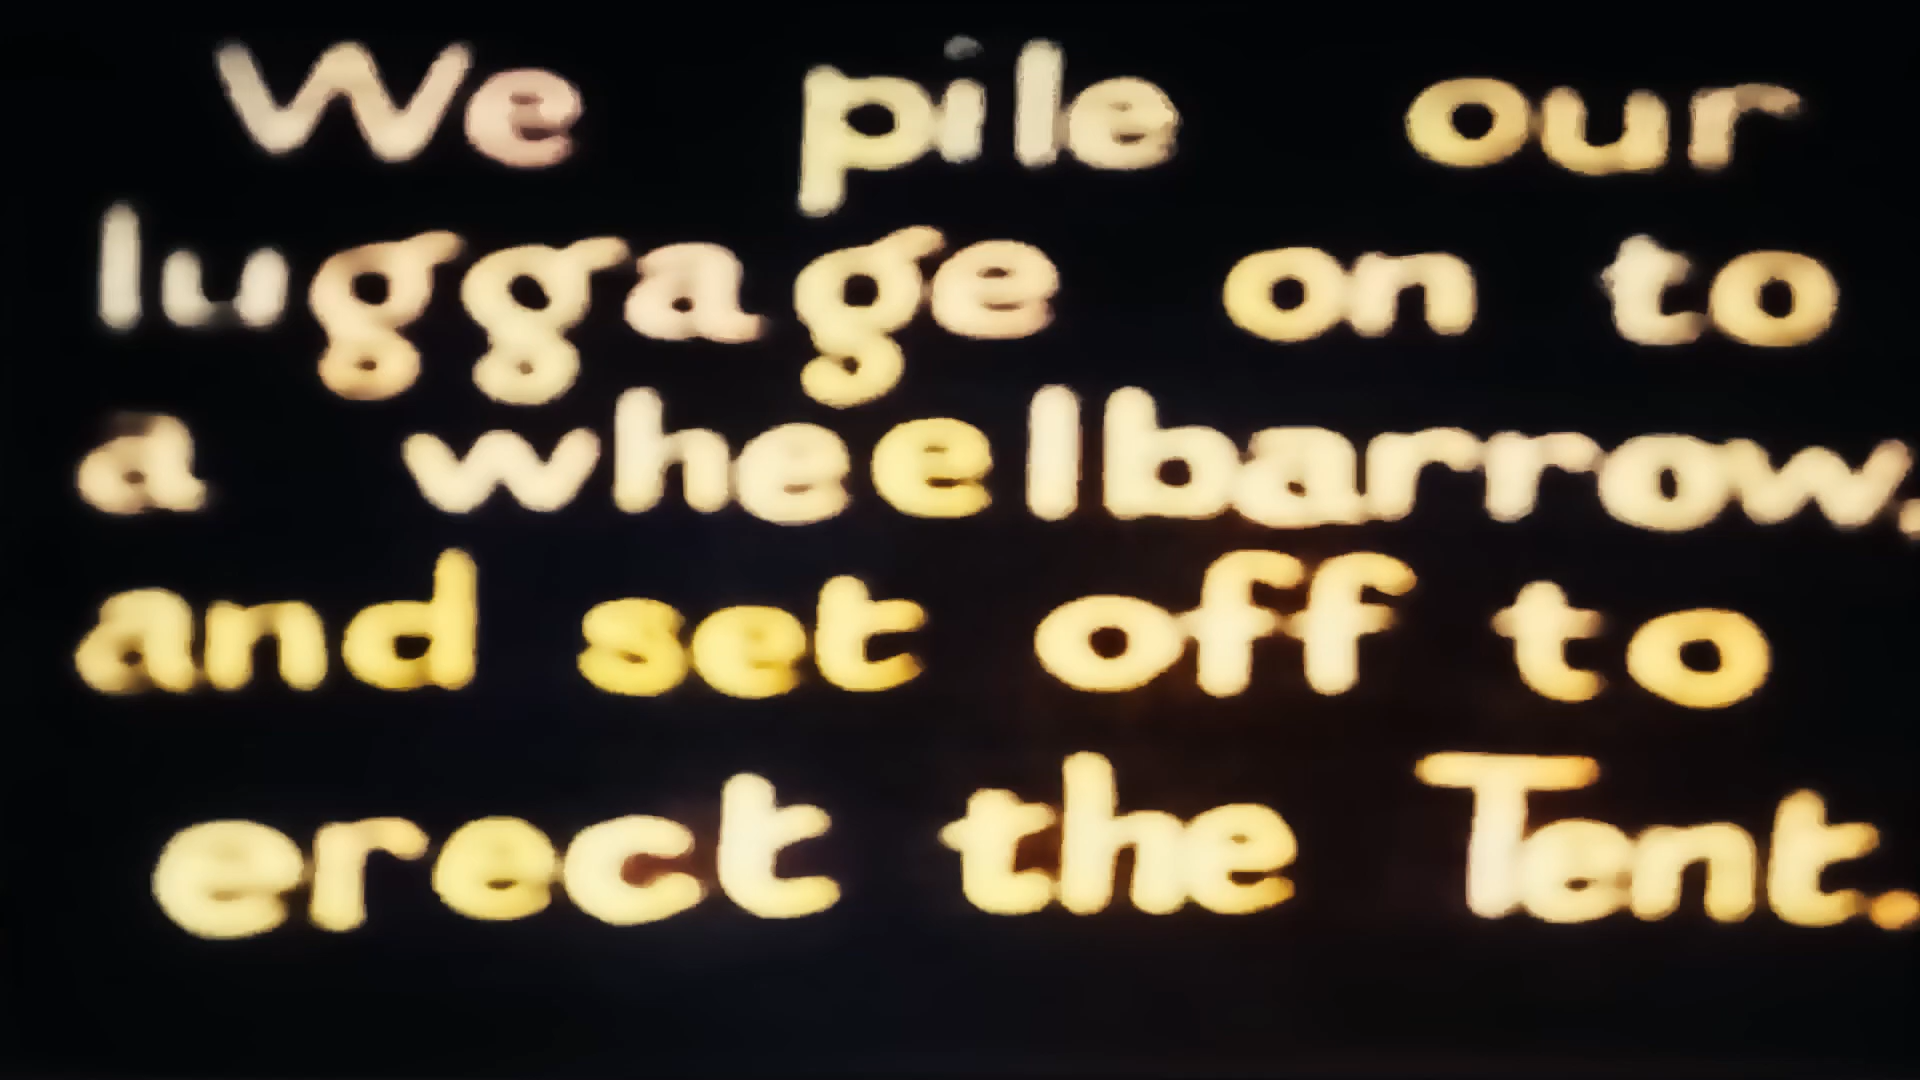 We pile our
luggage on to
a wheelbarrow,
and set off to
erect the Tent.